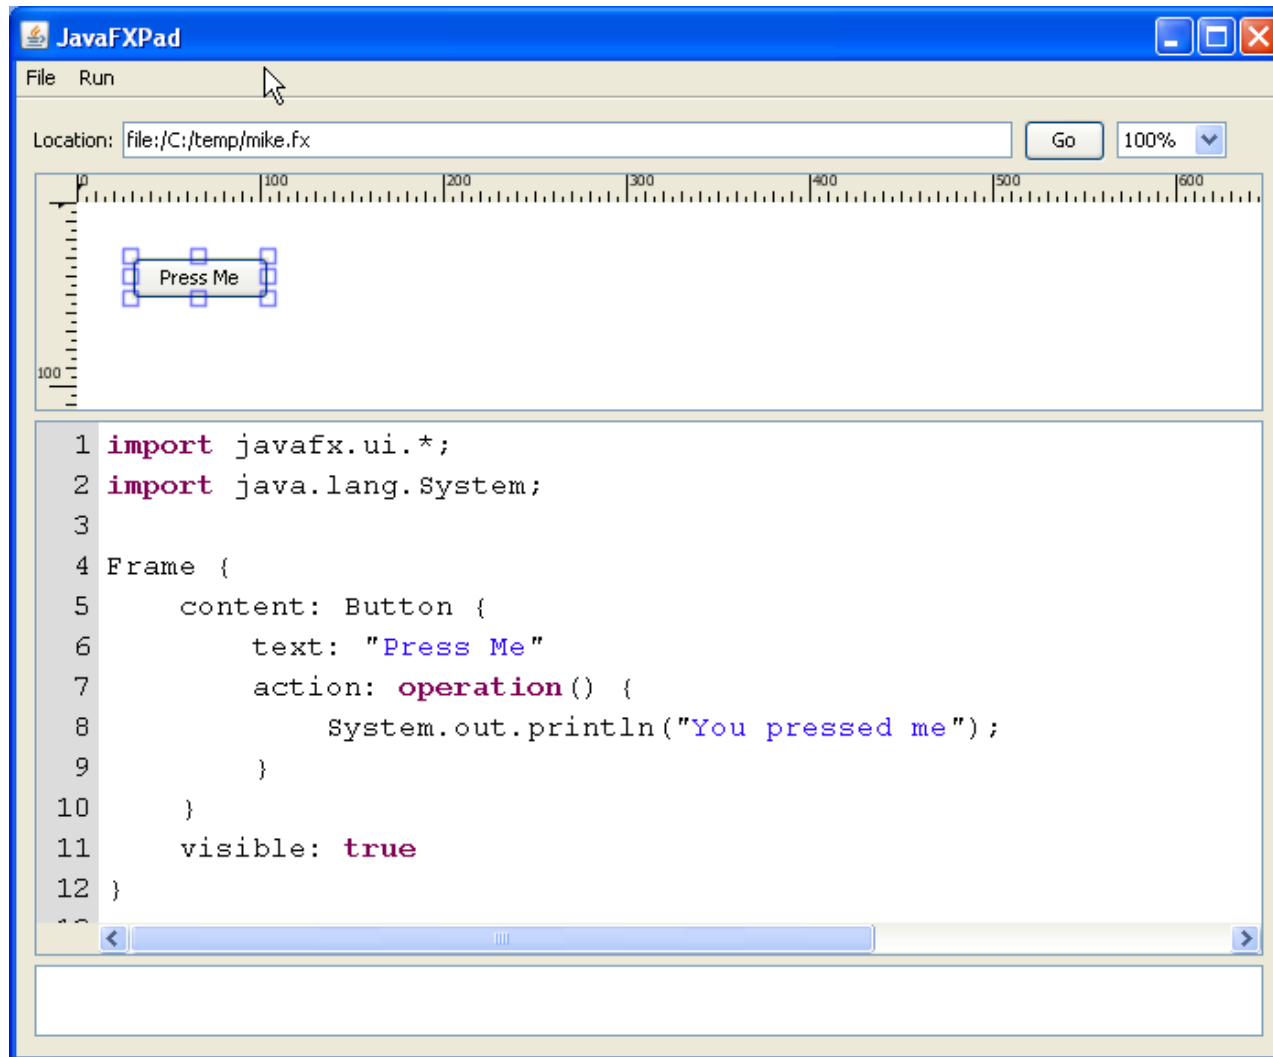 JavaFXPad
File Run
Location: file:/C:/temp/mike.fx Go 100%
0 100 200 300 400 500 600
Press Me
100
1 import javafx.ui.*;
2 import java.lang.System;
3
4 Frame {
5 content: Button {
6 text: "Press Me"
7 action: operation() {
8 System.out.println("You pressed me");
9 }
10 }
11 visible: true
12 }